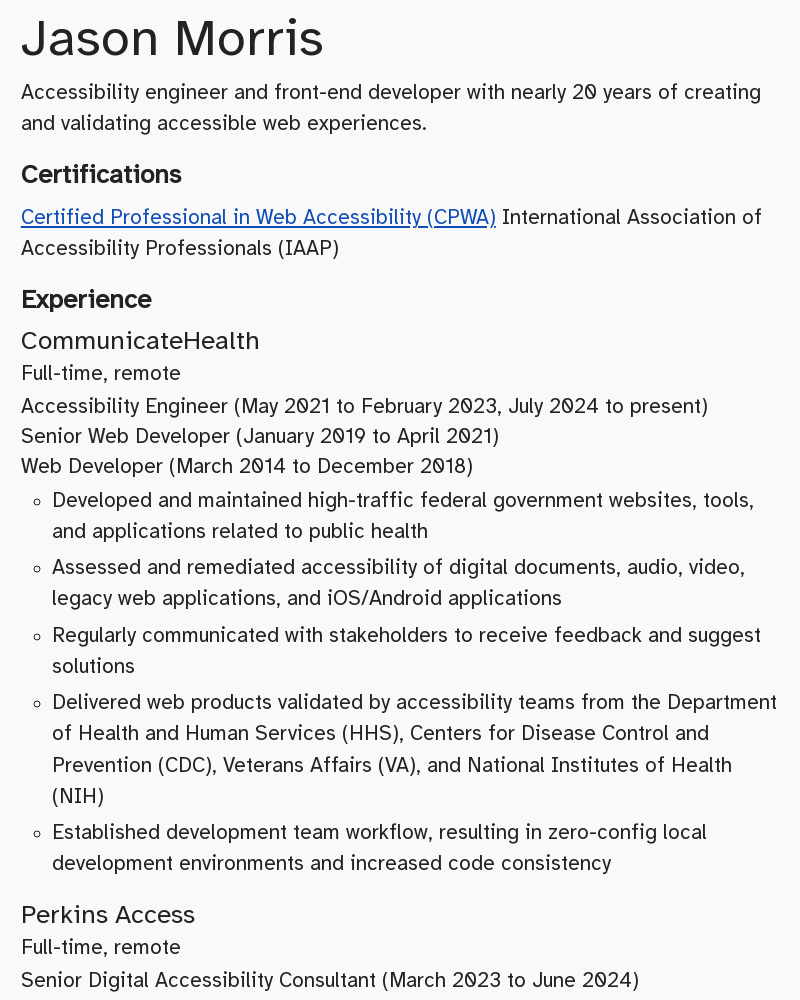 Jason Morris
Accessibility engineer and front-end developer with nearly 20 years of creating
and validating accessible web experiences.
Certifications
Certified Professional in Web Accessibility (CPWA) International Association of
Accessibility Professionals (IAAP)
Experience
CommunicateHealth
Full-time, remote
Accessibility Engineer (May 2021 to February 2023, July 2024 to present)
Senior Web Developer (January 2019 to April 2021)
Web Developer (March 2014 to December 2018)
Developed and maintained high-traffic federal government websites, tools,
and applications related to public health
Assessed and remediated accessibility of digital documents, audio, video,
legacy web applications, and iOS/Android applications
Regularly communicated with stakeholders to receive feedback and suggest
solutions
Delivered web products validated by accessibility teams from the Department
of Health and Human Services (HHS), Centers for Disease Control and
Prevention (CDC), Veterans Affairs (VA), and National Institutes of Health
(NIH)
Established development team workflow, resulting in zero-config local
development environments and increased code consistency
Perkins Access
Full-time, remote
Senior Digital Accessibility Consultant (March 2023 to June 2024)